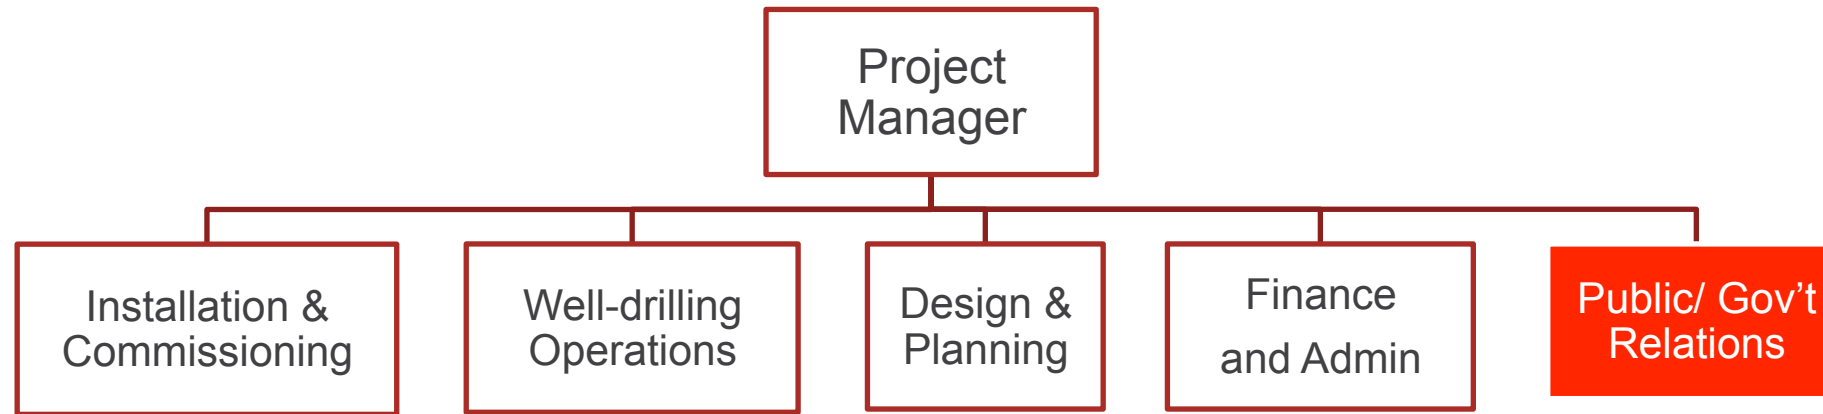 Project
Manager
Installation &
Commissioning
Well-drilling
Operations
Design &
Planning
Finance
and Admin
Public/ Gov’t
Relations